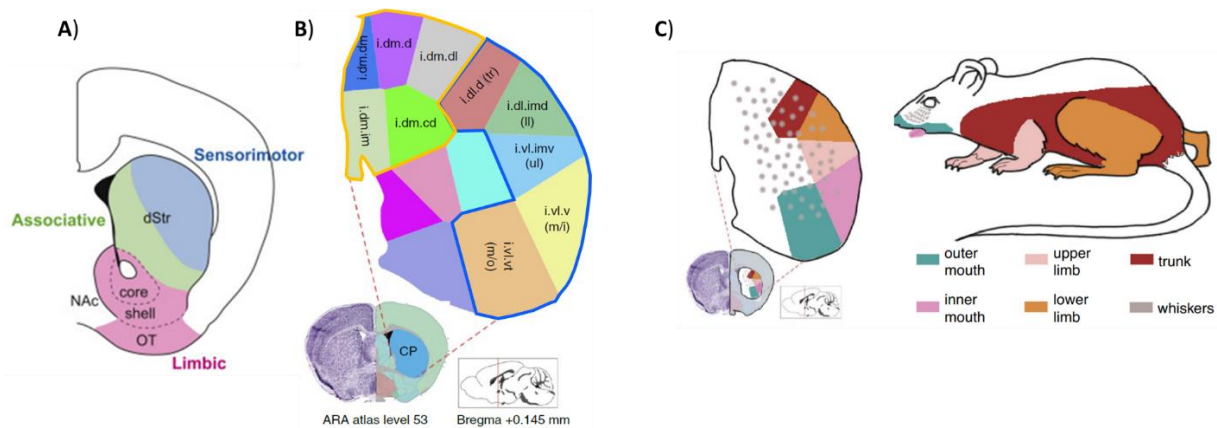 A)
Sensorimotor
Associative
dStr
core
NAc
shell
OT
Limbic
B)
i.dm.dm
i.dm.d
i.dm.dl
i.dl.d (tr)
i.dl.imd
(ll)
i.dm.im
i.dm.cd
i.vl.imv
(ul)
i.vl.v
(m/i)
i.vl.vt
(m/o)
CP
ARA atlas level 53
Bregma +0.145 mm
C)
outer
mouth
upper
limb
trunk
inner
mouth
lower
limb
whiskers